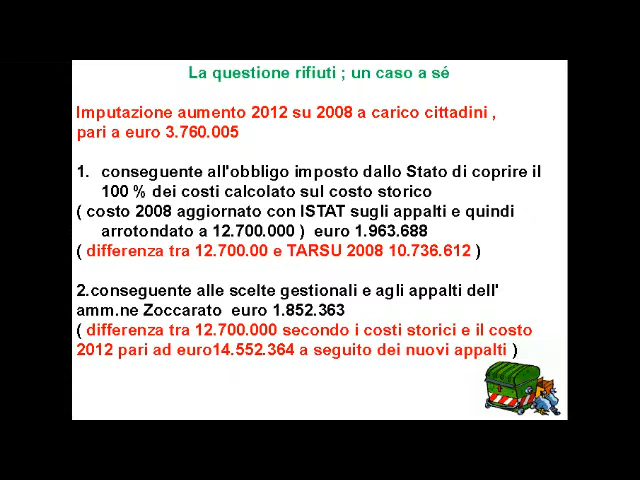 La questione rifiuti ; un caso a sé
Imputazione aumento 2012 su 2008 a carico cittadini ,
pari a euro 3.760.005
1. conseguente all'obbligo imposto dallo Stato di coprire il
100 % dei costi calcolato sul costo storico
( costo 2008 aggiornato con ISTAT sugli appalti e quindi
arrotondato a 12.700.000 ) euro 1.963.688
( differenza tra 12.700.00 e TARSU 2008 10.736.612 )
2.conseguente alle scelte gestionali e agli appalti dell'
amm.ne Zoccarato euro 1.852.363
( differenza tra 12.700.000 secondo i costi storici e il costo
2012 pari ad euro14.552.364 a seguito dei nuovi appalti )